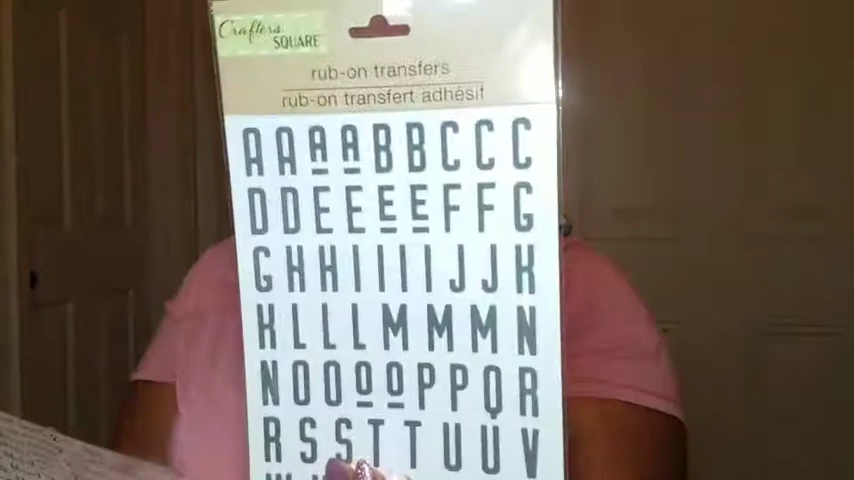 Crafters
SQUARE
rub-on transfers
rub-on transfert adhésif
A A A A B B C C C
D D E E E E F F G
G H H I I I I J J K
K L L L M M M M N
N O O O O P P Q R
R S S T T U U V